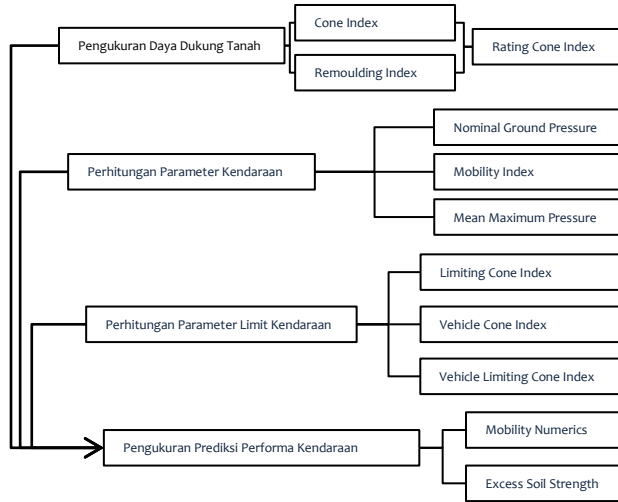 Cone Index
Pengukuran Daya Dukung Tanah
Rating Cone Index
Remoulding Index
Nominal Ground Pressure
Perhitungan Parameter Kendaraan
Mobility Index
Mean Maximum Pressure
Limiting Cone Index
Perhitungan Parameter Limit Kendaraan
Vehicle Cone Index
Vehicle Limiting Cone Index
Mobility Numerics
Pengukuran Prediksi Performa Kendaraan
Excess Soil Strength